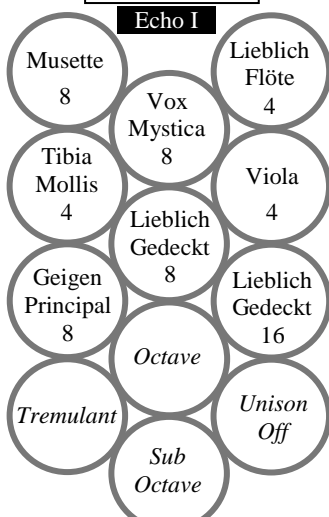 Echo I
Musette
8
Lieblich
Flöte
4
Vox
Mystica
8
Tibia
Mollis
4
Viola
4
Lieblich
Gedeckt
8
Geigen
Principal
8
Lieblich
Gedeckt
16
Octave
Tremulant
Unison
Off
Sub
Octave